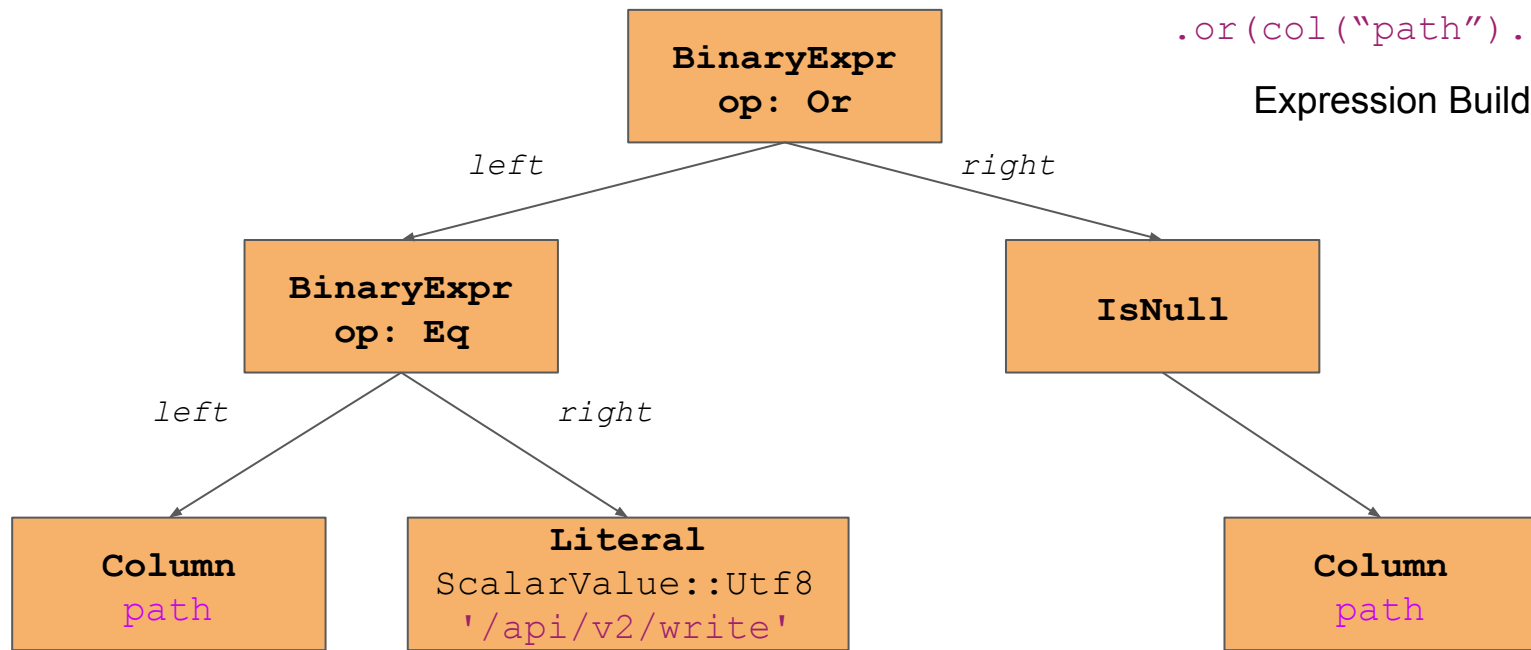 .or(col(“path”).
Expression Build
BinaryExpr
op: Or
left
right
BinaryExpr
op: Eq
IsNull
left
right
Column
path
Literal
ScalarValue::Utf8
'/api/v2/write'
Column
path